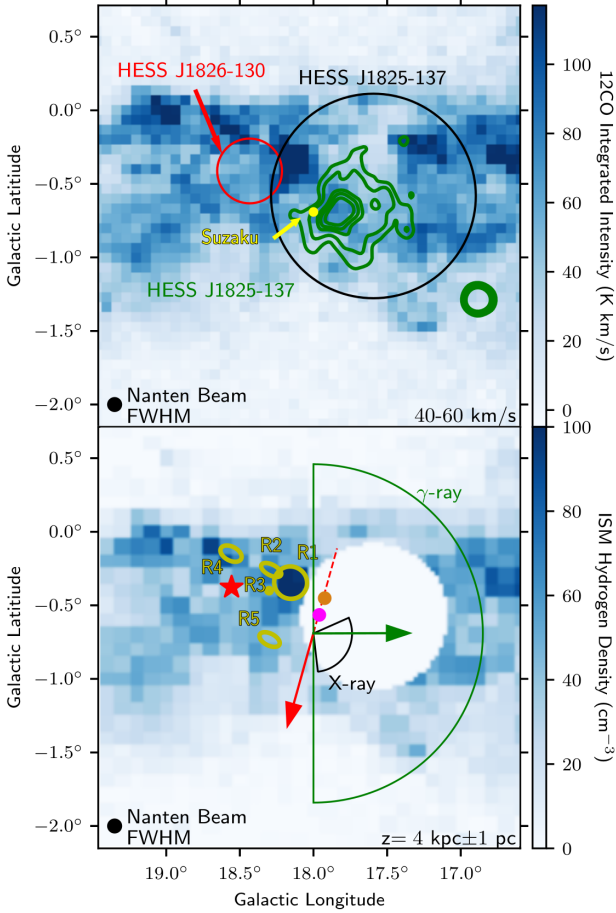 0.5°
0.0°
−0.5°
−1.0°
−1.5°
−2.0°
Galactic Latitiude
HESS J1826-130
HESS J1825-137
Suzaku
HESS J1825-137
Nanten Beam
FWHM
40-60 km/s
100
80
60
40
20
0
12CO Integrated Intensity (K km/s)
0.5°
0.0°
−0.5°
−1.0°
−1.5°
−2.0°
Galactic Latitiude
γ-ray
R1
R2
R4
R3
R5
X-ray
Nanten Beam
FWHM
z= 4 kpc±1 pc
19.0°
18.5°
18.0°
17.5°
17.0°
Galactic Longitude
100
80
60
40
20
0
ISM Hydrogen Density (cm⁻³)